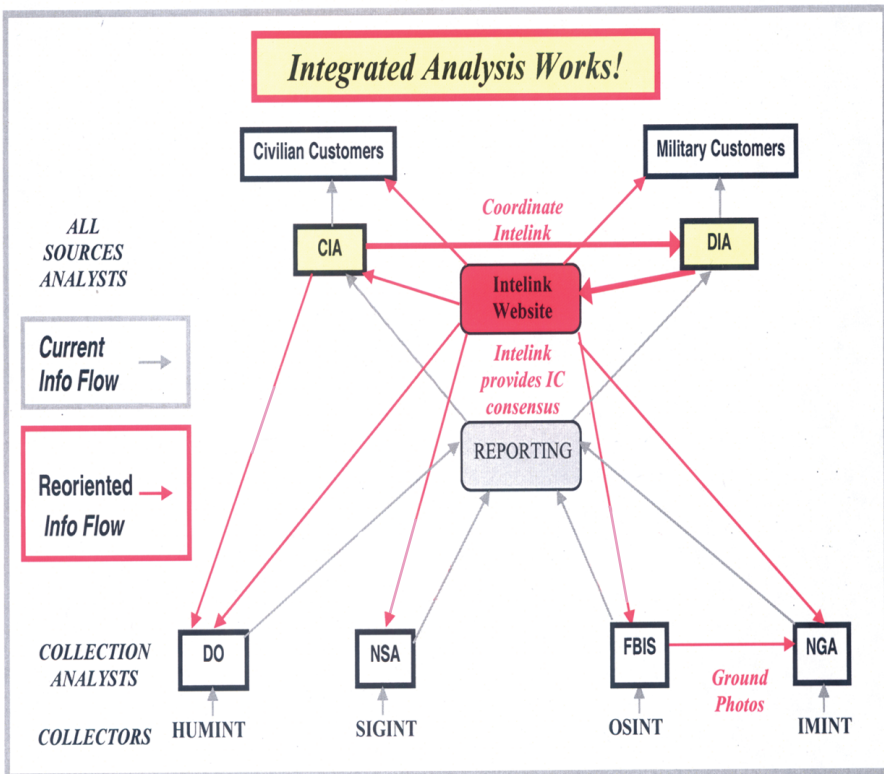 Integrated Analysis Works!
Civilian Customers
Military Customers
Coordinate
Intelink
ALL
SOURCES
ANALYSTS
CIA
DIA
Intelink
Website
Current
Info Flow
Intelink
provides IC
consensus
REPORTING
Reoriented
Info Flow
COLLECTION
ANALYSTS
DO
NSA
FBIS
NGA
Ground
Photos
COLLECTORS
HUMINT
SIGINT
OSINT
IMINT